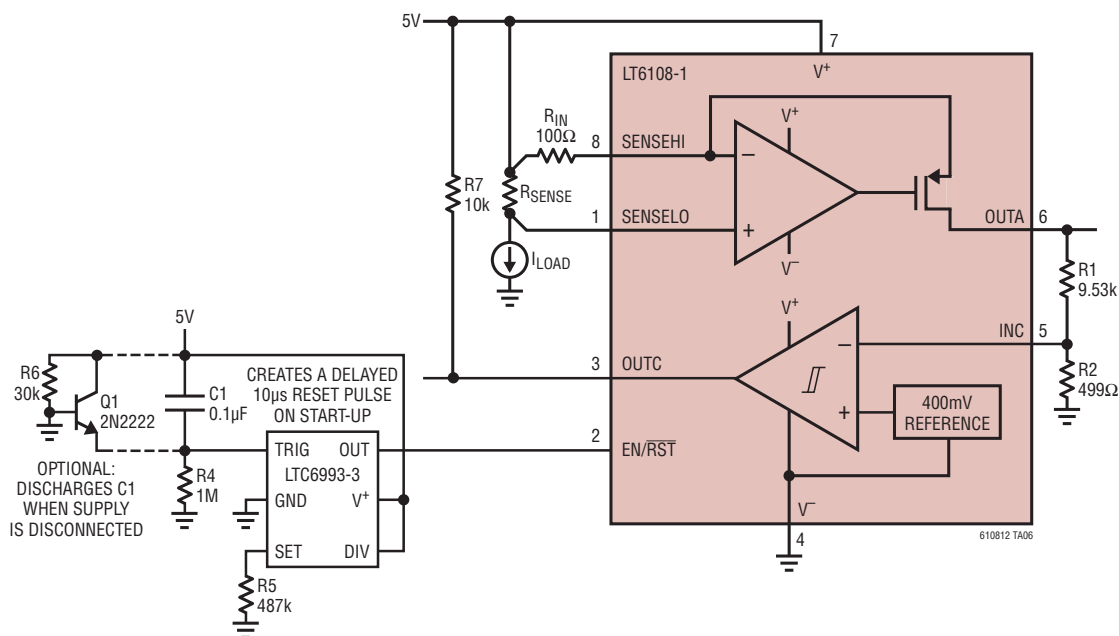 5V
7
LT6108-1
V+
RIN
100Ω
8
SENSEHI
V+
−
R7
10k
RSENSE
1
SENSELO
+
OUTA
6
ILOAD
V−
R1
9.53k
V+
INC
5
5V
3
OUTC
−
R2
499Ω
R6
30k
Q1
2N2222
C1
0.1µF
CREATES A DELAYED
10µs RESET PULSE
ON START-UP
+
400mV
REFERENCE
2
EN/RST
OPTIONAL:
DISCHARGES C1
WHEN SUPPLY
IS DISCONNECTED
R4
1M
TRIG
OUT
LTC6993-3
GND
V+
SET
DIV
V−
4
610812 TA06
R5
487k